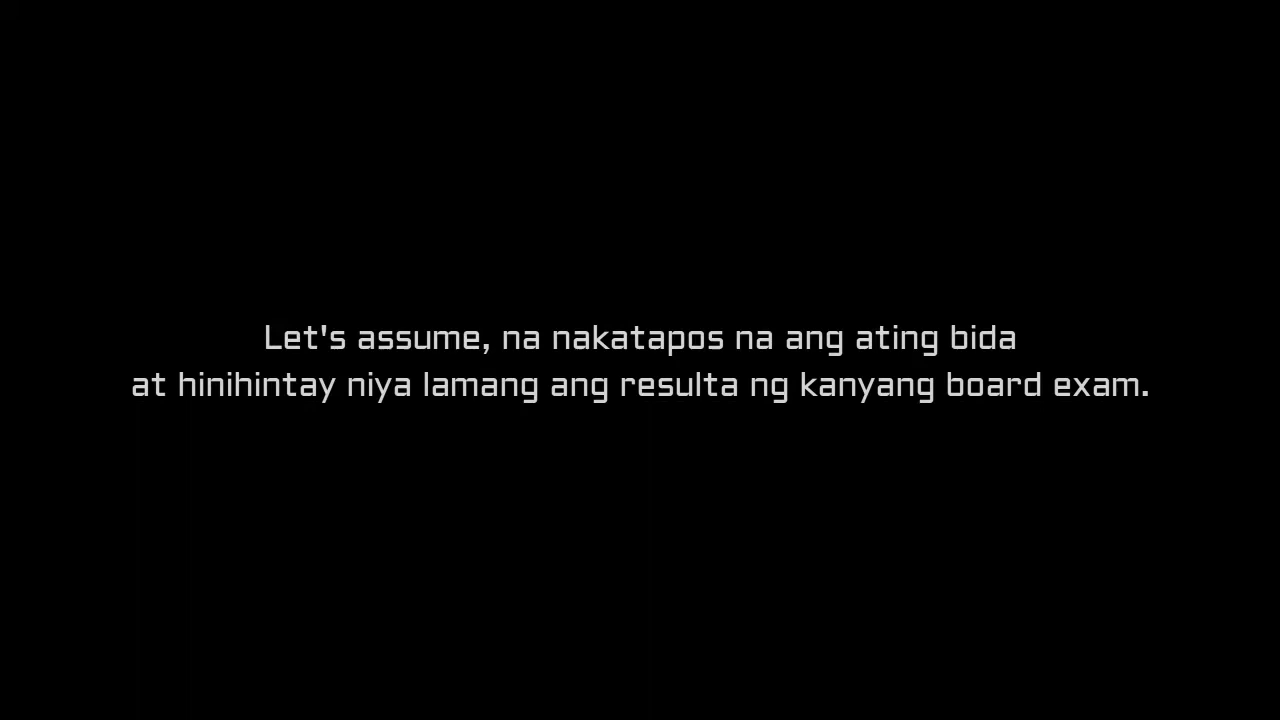 Let's assume, na nakatapos na ang ating bida
at hinihintay niya lamang ang resulta ng kanyang board exam.